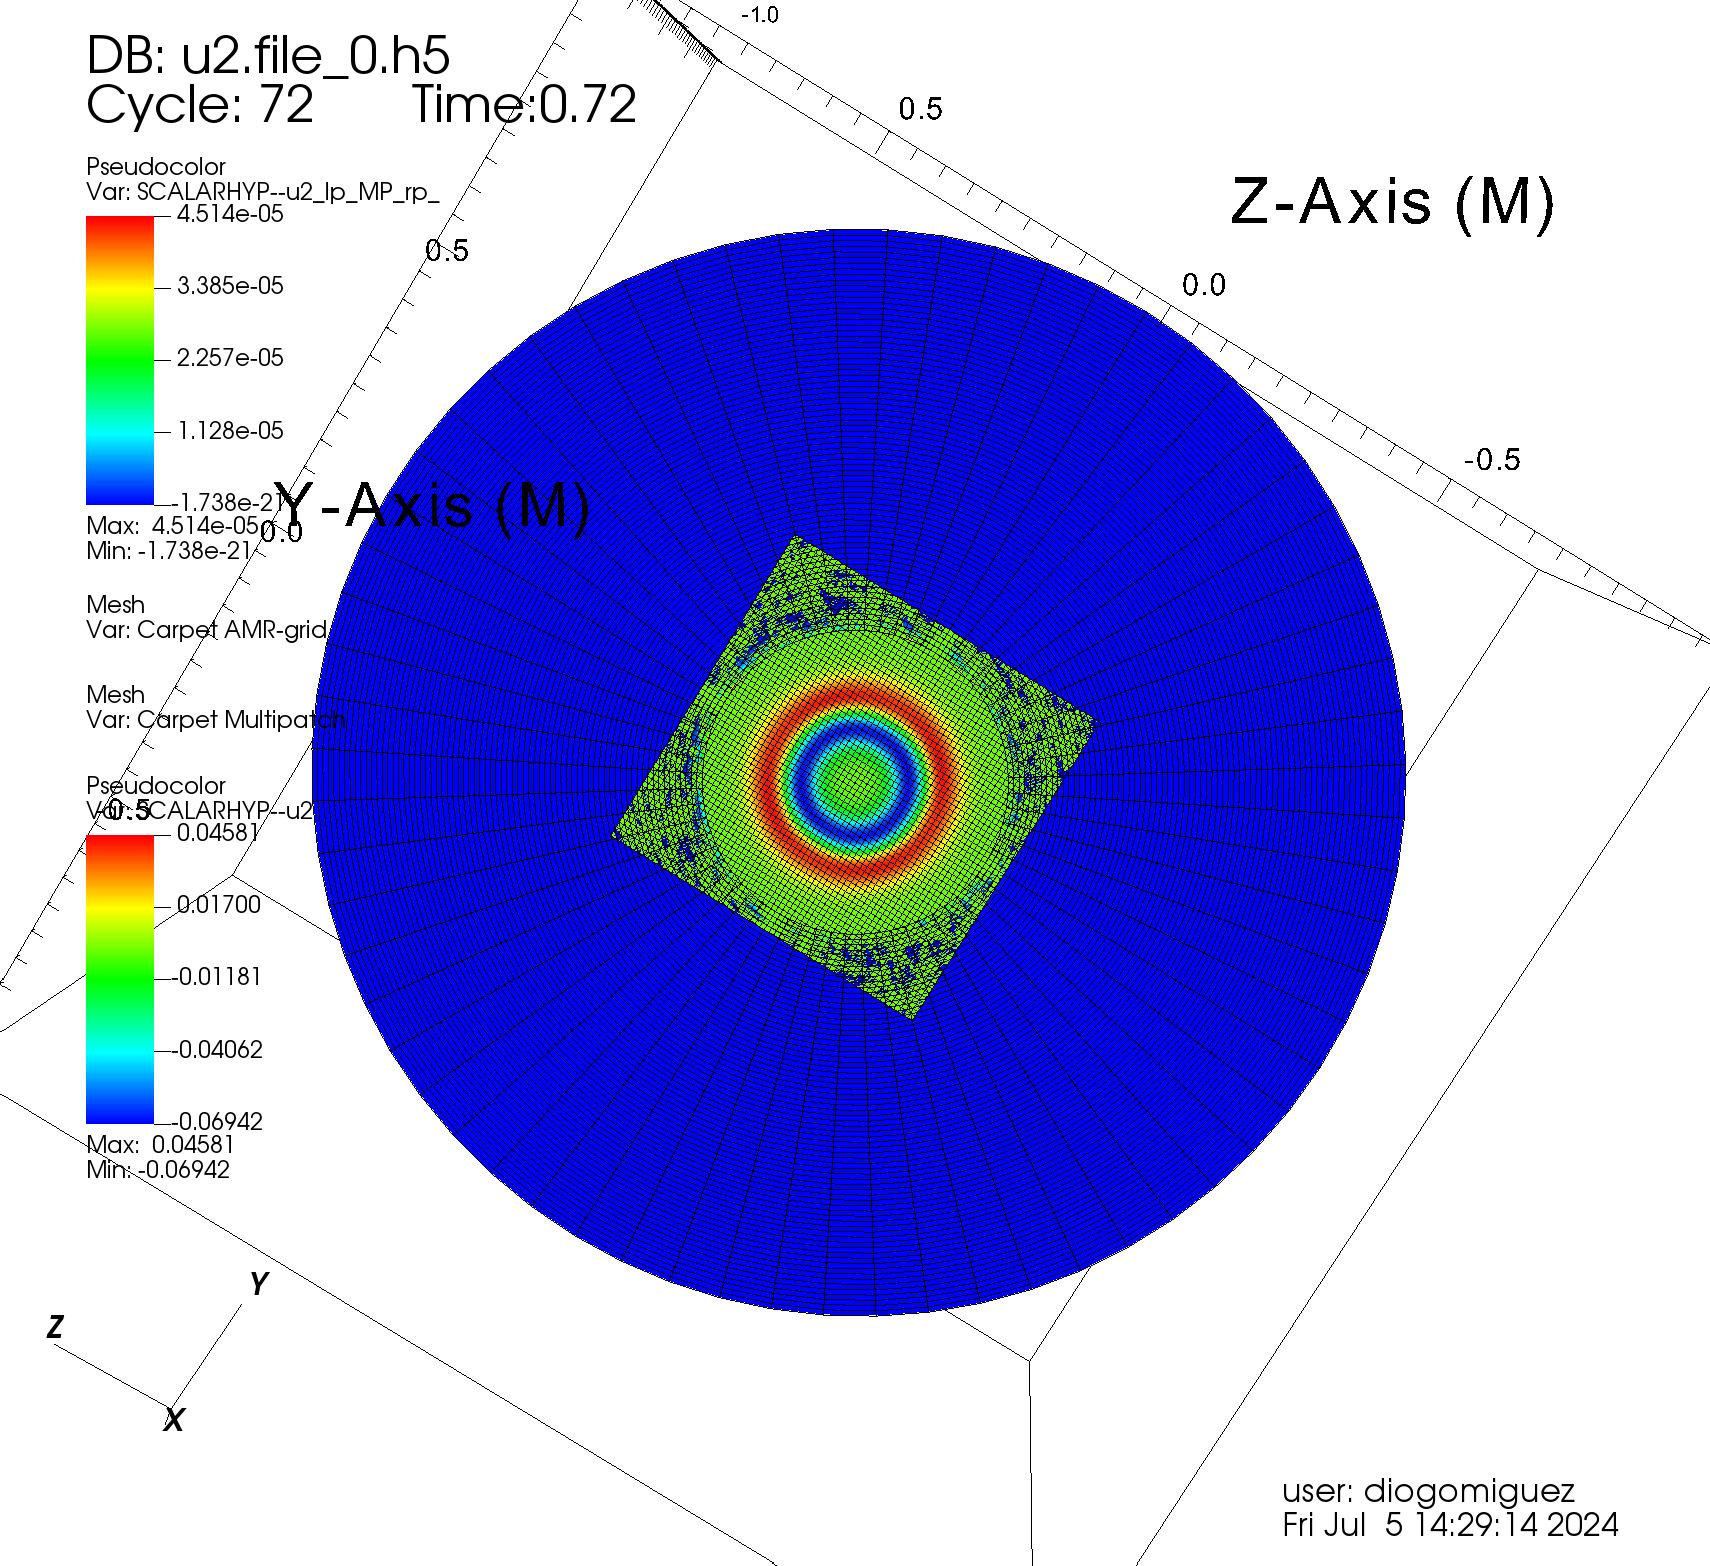 DB: u2.file_0.h5
Cycle: 72 Time:0.72
Pseudocolor
Var: SCALARHYP--u2_lp_MP_rp_
4.514e-05
3.385e-05
2.257e-05
1.128e-05
-1.738e-21
Max: 4.514e-05
Min: -1.738e-21
Mesh
Var: Carpet AMR-grid
Mesh
Var: Carpet Multipatch
Pseudocolor
Var: SCALARHYP--u2
0.04581
0.01700
-0.01181
-0.04062
-0.06942
Max: 0.04581
Min: -0.06942
-1.0
0.5
0.0
-0.5
Z-Axis (M)
0.5
0.0
-0.5
Y-Axis (M)
Y
Z
X
user: diogomiguez
Fri Jul 5 14:29:14 2024